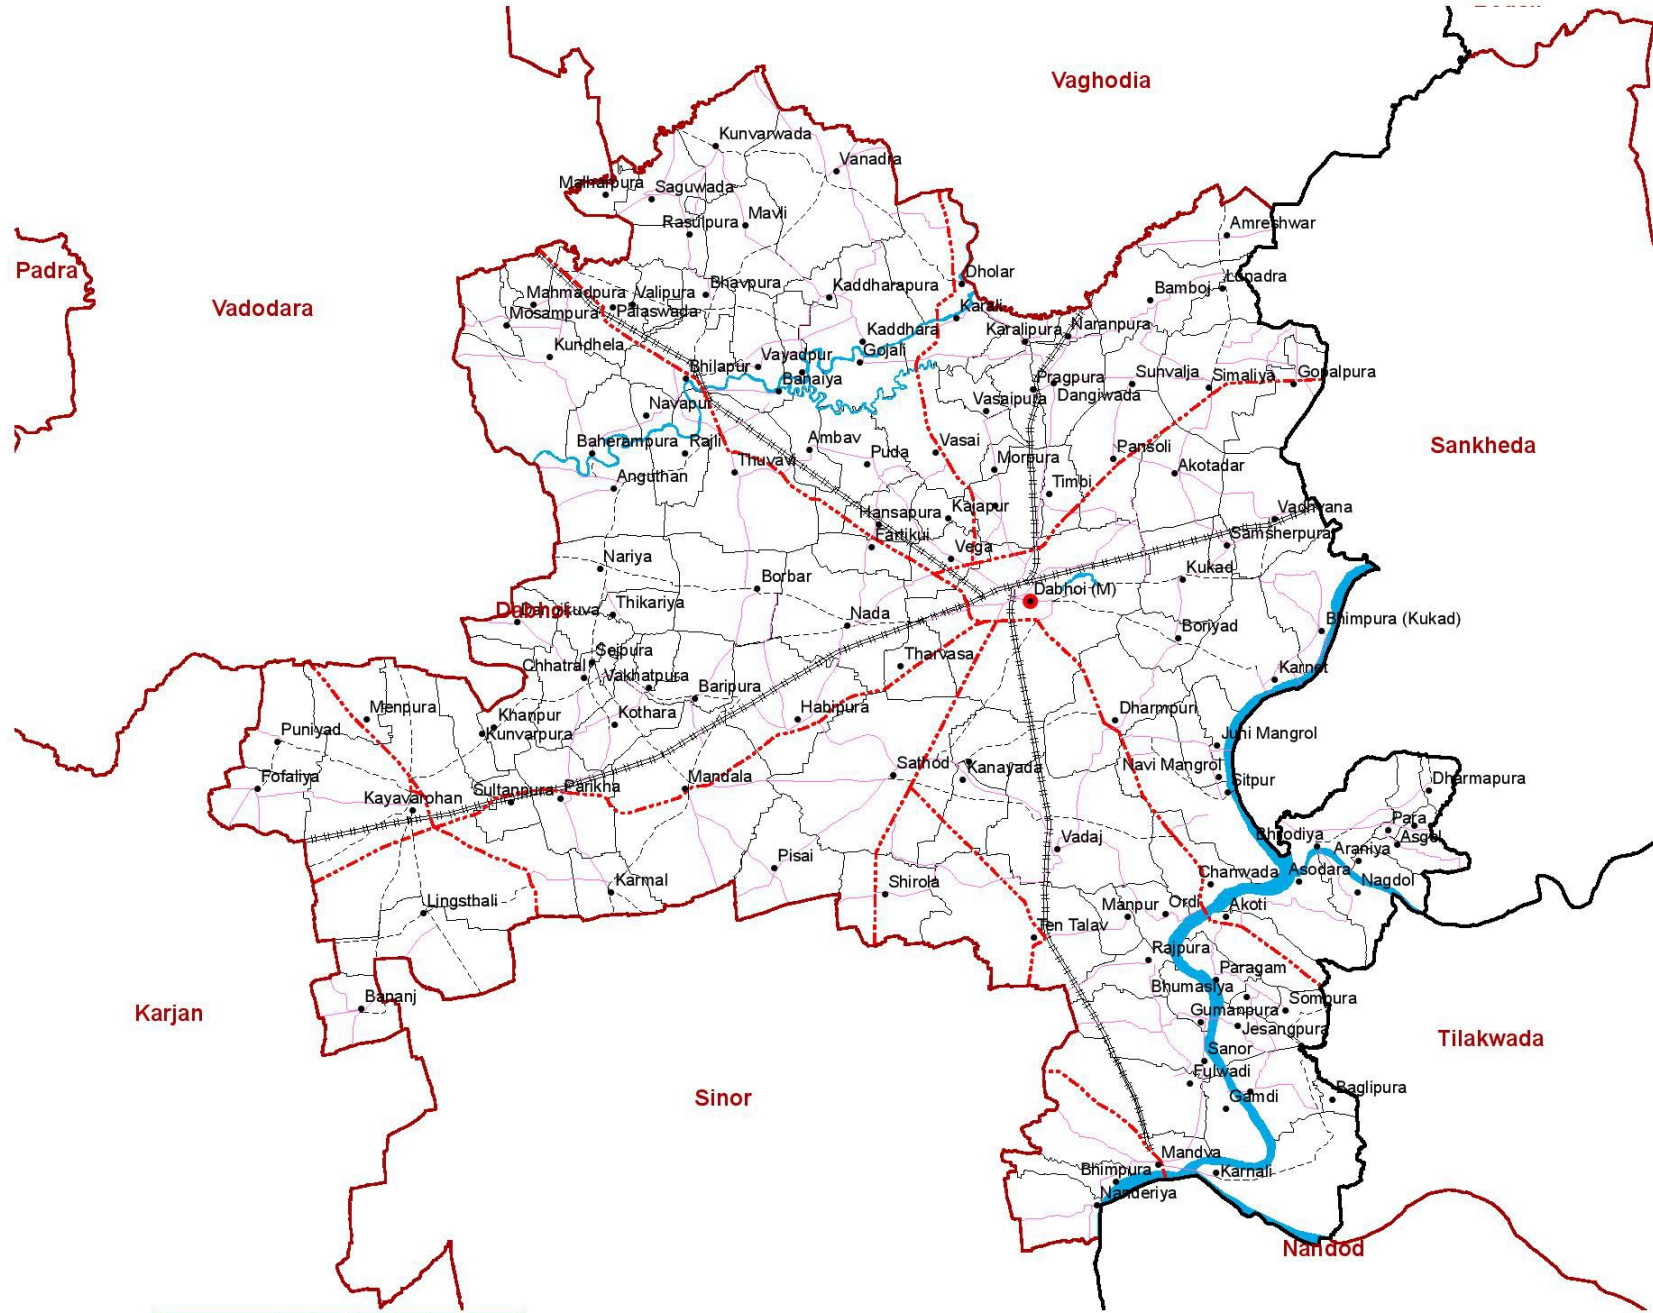 Vaghodia
Kunvarwada
Vanadra
Malharpura
Saguwada
Mavli
Rasulpura
Amreshwar
Padra
Dholar
Lunadra
Bhavpura
Kaddharapura
Bamboj
Mahmadpura
Valipura
Vadodara
Mosampura
Palaswada
Karali
Kaddhara
Karalipura
Naranpura
Kundhela
Vayadpur
Gojali
Bhilapur
Banaiya
Pragpura
Sunvalja
Simaliya
Gopalpura
Dangiwada
Navapur
Vasaipura
Baherampura
Rajli
Ambav
Vasai
Pansoli
Sankheda
Thuvavi
Puda
Morpura
Akotadar
Anguthan
Timbi
Hansapura
Kajapur
Vadhvana
Fartikui
Samsherpura
Vega
Nariya
Borbar
Kukad
Dabhoi (M)
Dabhoi
Thikariya
Nada
Bhimpura (Kukad)
Boriyad
Sejpura
Tharvasa
Chhatral
Vakhatpura
Karnet
Baripura
Menpura
Khanpur
Kothara
Habipura
Dharmpuri
Puniyad
Kunvarpura
Juni Mangrol
Sathod
Kanayada
Navi Mangrol
Fofaliya
Mandala
Sitpur
Dharmapura
Sultanpura
Parikha
Kayavarohan
Para
Vadaj
Bhilodiya
Asgol
Araniya
Pisai
Chanwada
Asodara
Karmal
Shirola
Nagdol
Lingsthali
Manpur
Ordi
Akoti
Ten Talav
Rajpura
Paragam
Bhumasiya
Bananj
Sompura
Karjan
Gumanpura
Jesangpura
Tilakwada
Sanor
Fulwadi
Sinor
Gamdi
Baglipura
Mandva
Bhimpura
Karnali
Nanderiya
Nandod